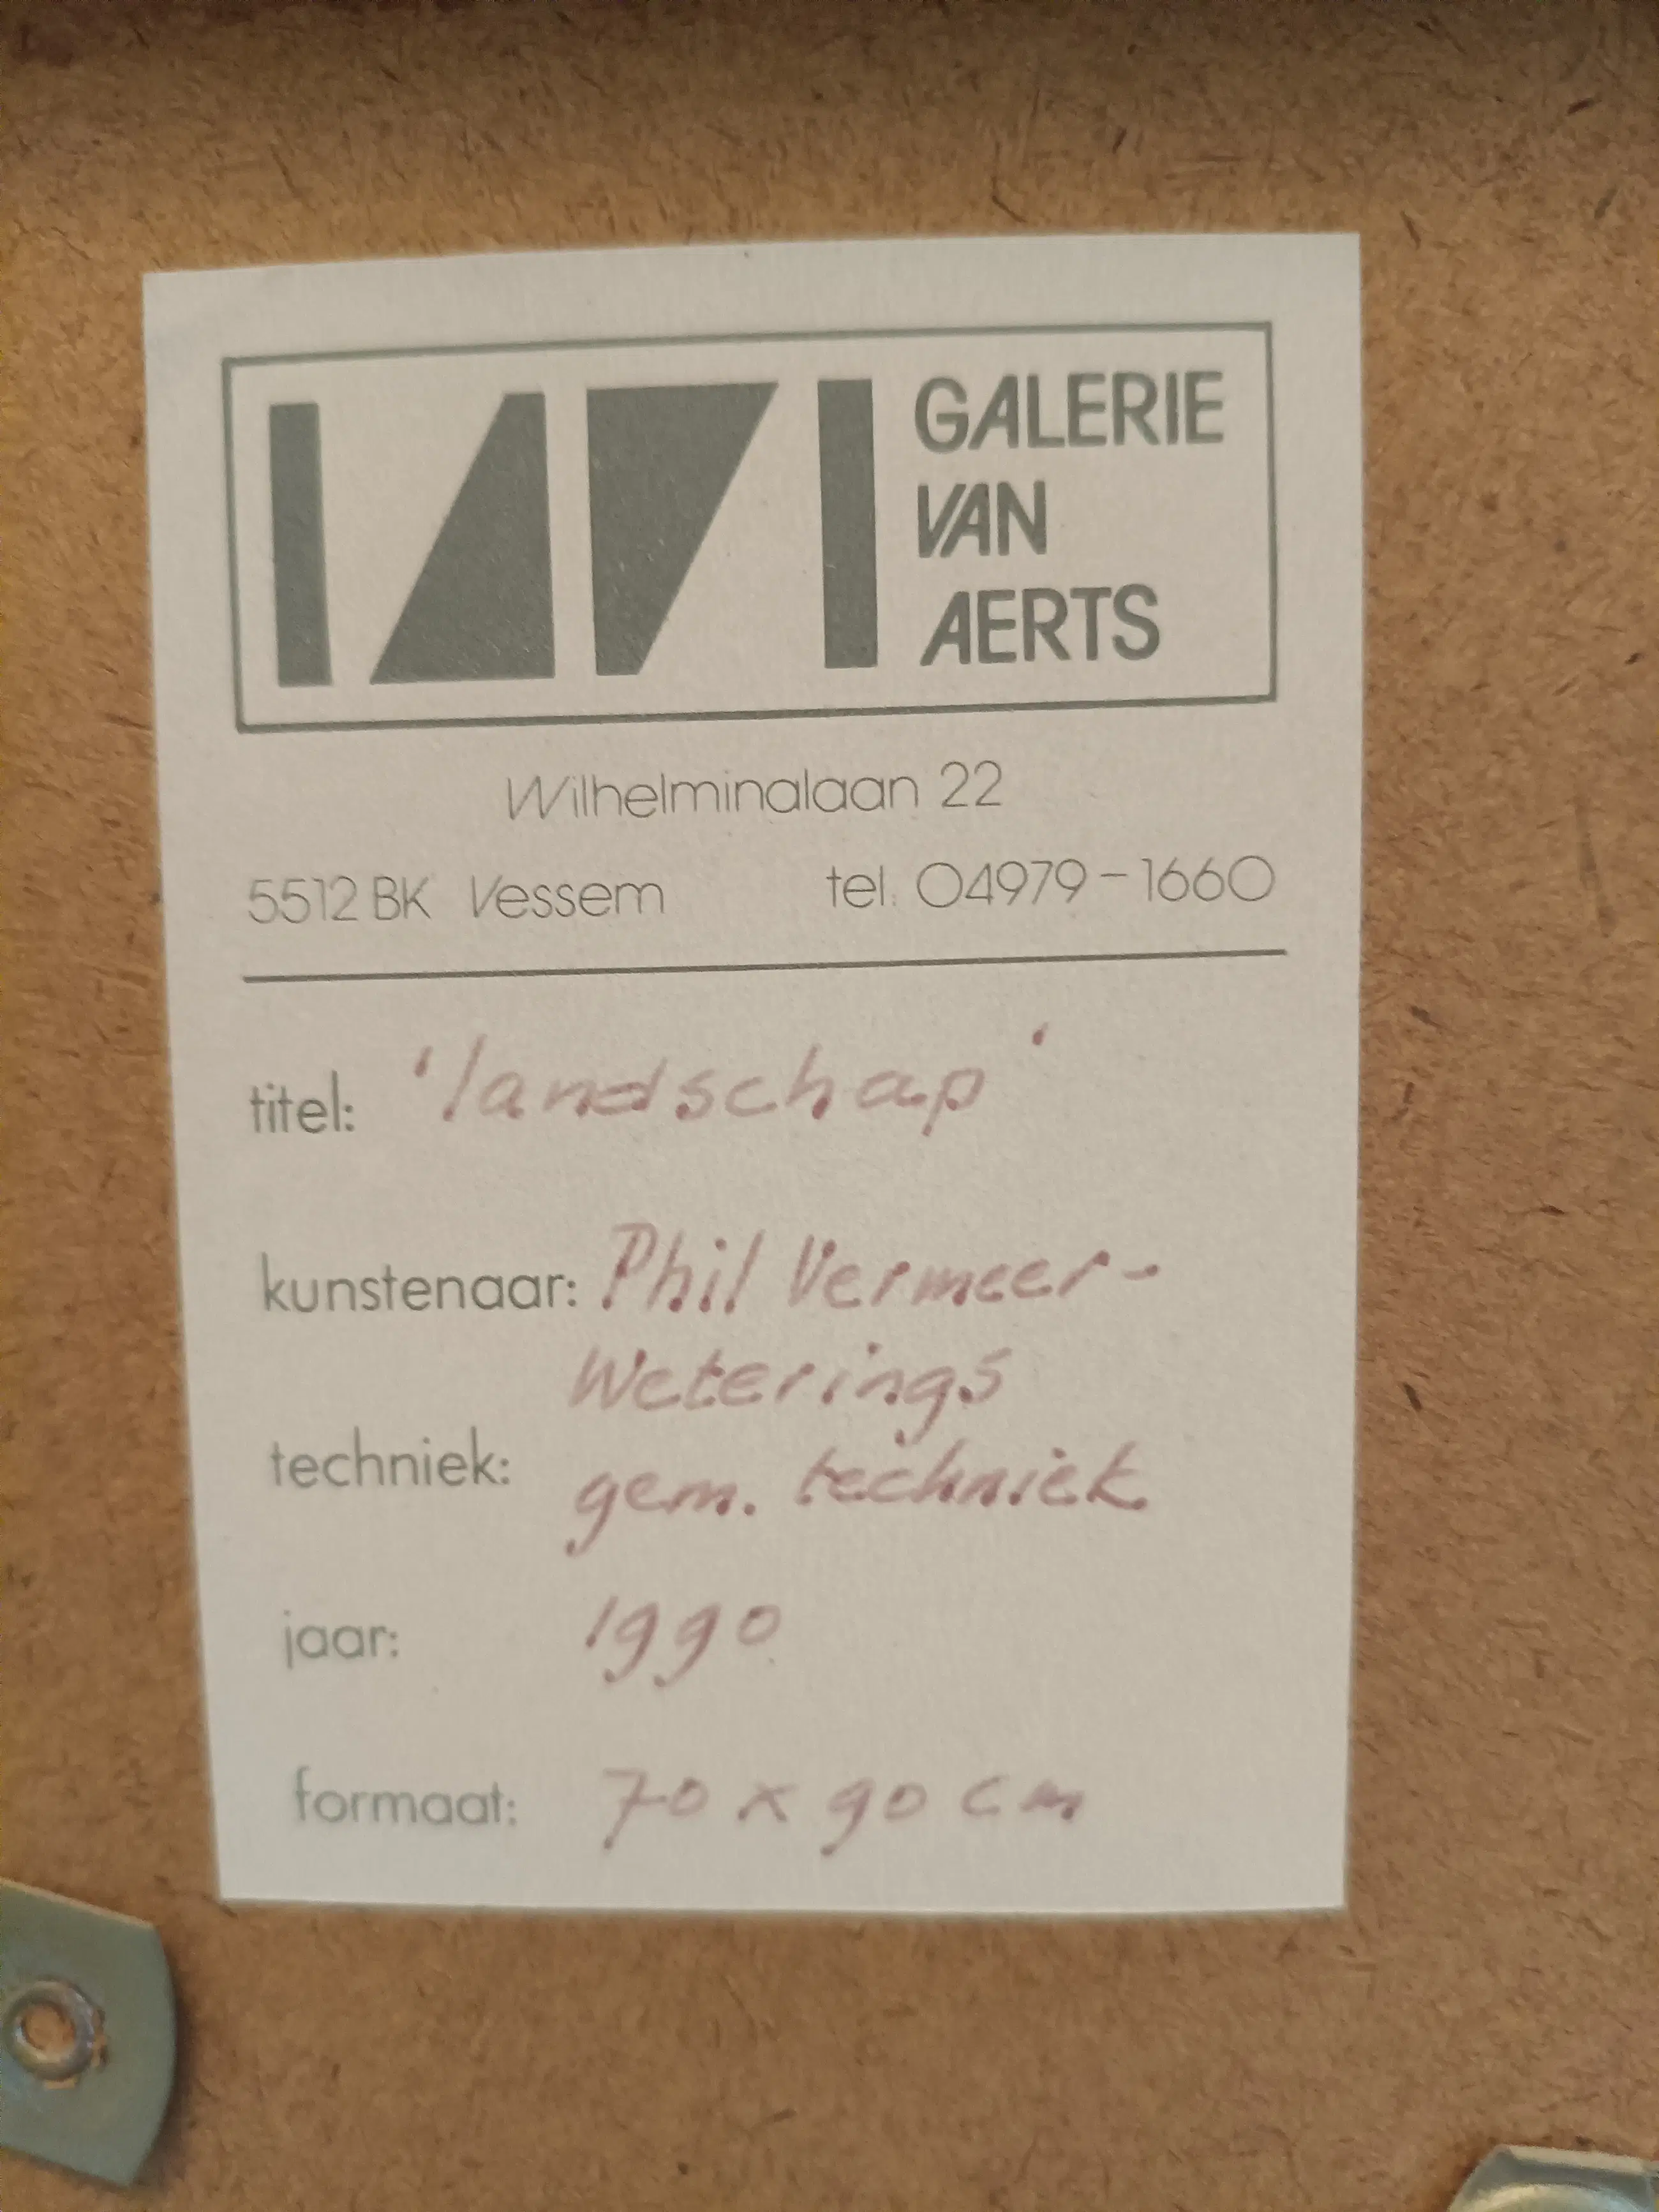 GALERIE
VAN
AERTS
Wilhelminalaan 22
5512 BK Vessem tel. 04979-1660
titel: 'landschap'
kunstenaar: Phil Vermeer-
Weterings
techniek: gem. techniek
jaar: 1990
formaat: 70 x 90 cm